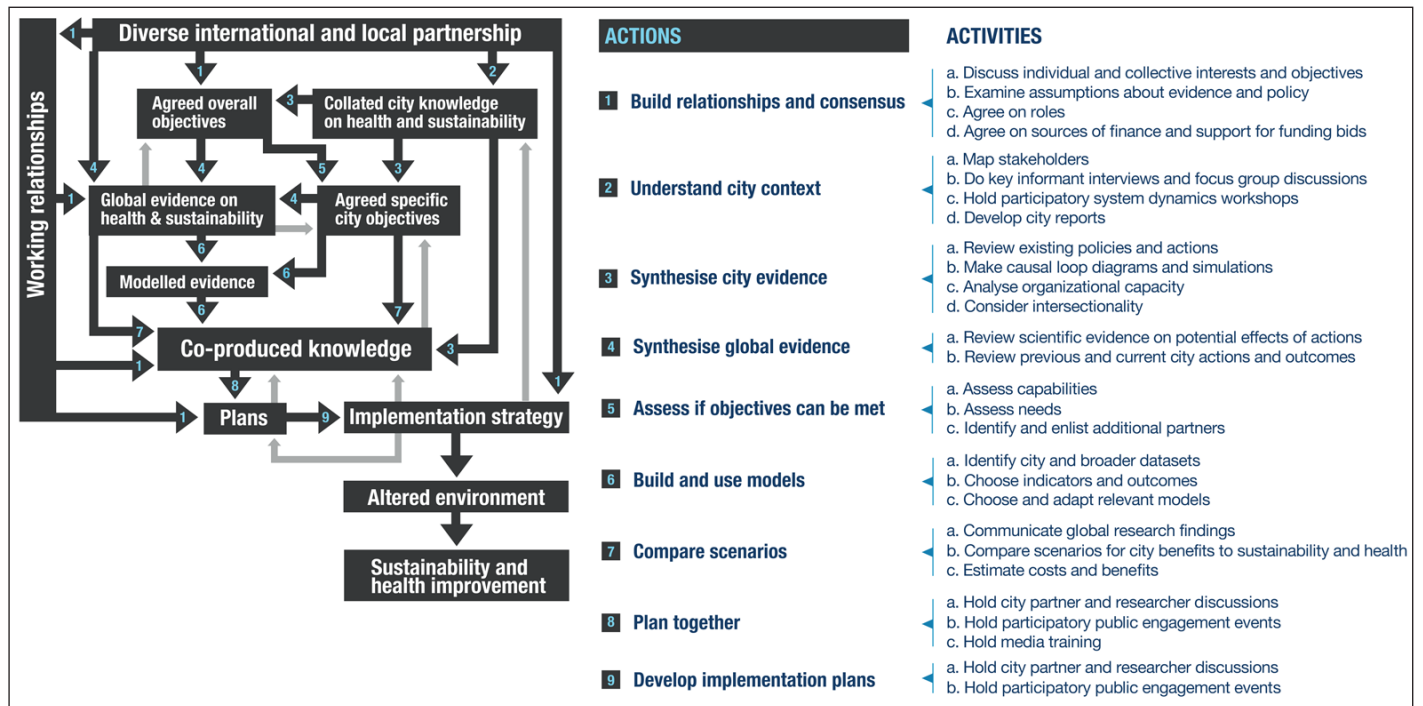 1
Diverse international and local partnership
1
2
Working relationships
Agreed overall
objectives
3
Collated city knowledge
on health and sustainability
4
4
5
3
1
Global evidence on
health & sustainability
4
Agreed specific
city objectives
6
6
Modelled evidence
6
7
7
Co-produced knowledge
3
1
8
1
1
Plans
9
Implementation strategy
Altered environment
Sustainability and
health improvement
ACTIONS
1 Build relationships and consensus
2 Understand city context
3 Synthesise city evidence
4 Synthesise global evidence
5 Assess if objectives can be met
6 Build and use models
7 Compare scenarios
8 Plan together
9 Develop implementation plans
ACTIVITIES
a. Discuss individual and collective interests and objectives
b. Examine assumptions about evidence and policy
c. Agree on roles
d. Agree on sources of finance and support for funding bids
a. Map stakeholders
b. Do key informant interviews and focus group discussions
c. Hold participatory system dynamics workshops
d. Develop city reports
a. Review existing policies and actions
b. Make causal loop diagrams and simulations
c. Analyse organizational capacity
d. Consider intersectionality
a. Review scientific evidence on potential effects of actions
b. Review previous and current city actions and outcomes
a. Assess capabilities
b. Assess needs
c. Identify and enlist additional partners
a. Identify city and broader datasets
b. Choose indicators and outcomes
c. Choose and adapt relevant models
a. Communicate global research findings
b. Compare scenarios for city benefits to sustainability and health
c. Estimate costs and benefits
a. Hold city partner and researcher discussions
b. Hold participatory public engagement events
c. Hold media training
a. Hold city partner and researcher discussions
b. Hold participatory public engagement events